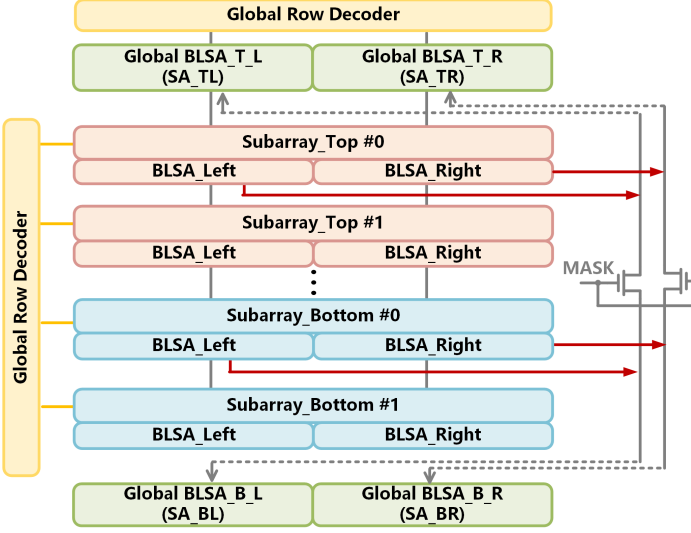 Global Row Decoder
Global BLSA_T_L
(SA_TL)
Global BLSA_T_R
(SA_TR)
Global Row Decoder
Subarray_Top #0
BLSA_Left
BLSA_Right
Subarray_Top #1
BLSA_Left
BLSA_Right
MASK
Subarray_Bottom #0
BLSA_Left
BLSA_Right
Subarray_Bottom #1
BLSA_Left
BLSA_Right
Global BLSA_B_L
(SA_BL)
Global BLSA_B_R
(SA_BR)